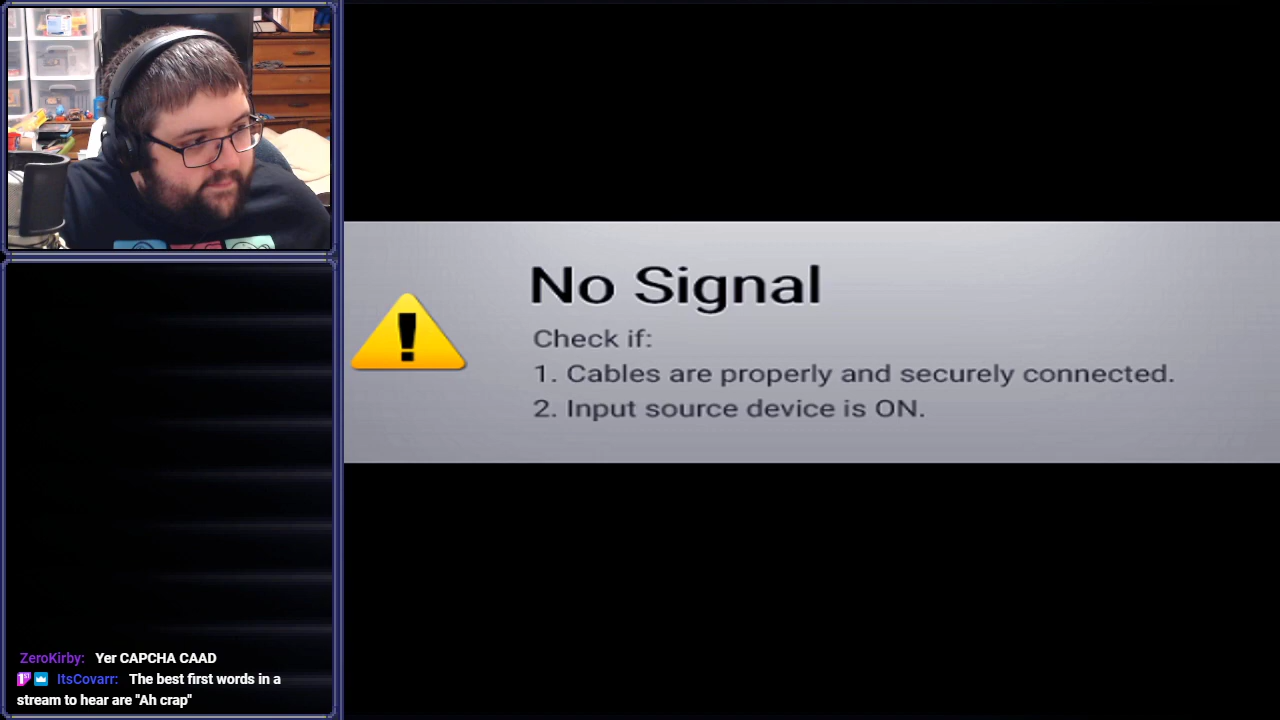 No Signal
Check if:
1. Cables are properly and securely connected.
2. Input source device is ON.
ZeroKirby: Yer CAPCHA CAAD
1st ItsCovarr: The best first words in a
stream to hear are "Ah crap"